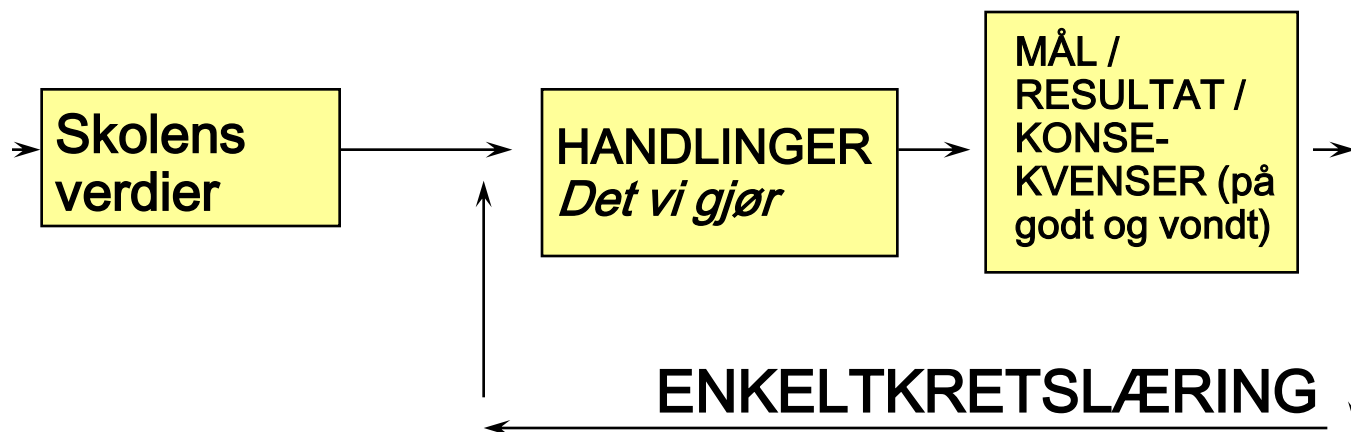 Skolens
verdier
HANDLINGER
Det vi gjør
MÅL /
RESULTAT /
KONSE-
KVENSER (på
godt og vondt)
ENKELTKRETSLÆRING